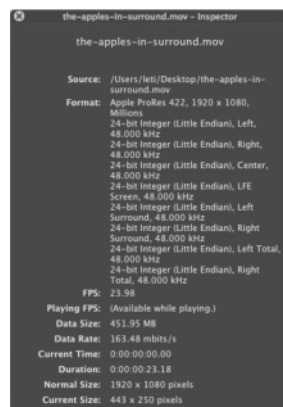 the-apples-in-surround.mov – Inspector
the-apples-in-surround.mov
Source: /Users/leti/Desktop/the-apples-in-
surround.mov
Format: Apple ProRes 422, 1920 x 1080,
Millions
24-bit Integer (Little Endian), Left,
48.000 kHz
24-bit Integer (Little Endian), Right,
48.000 kHz
24-bit Integer (Little Endian), Center,
48.000 kHz
24-bit Integer (Little Endian), LFE
Screen, 48.000 kHz
24-bit Integer (Little Endian), Left
Surround, 48.000 kHz
24-bit Integer (Little Endian), Right
Surround, 48.000 kHz
24-bit Integer (Little Endian), Left Total,
48.000 kHz
24-bit Integer (Little Endian), Right
Total, 48.000 kHz
FPS: 23.98
Playing FPS: (Available while playing.)
Data Size: 451.95 MB
Data Rate: 163.48 mbits/s
Current Time: 0:00:00:00.00
Duration: 0:00:00:23.18
Normal Size: 1920 x 1080 pixels
Current Size: 443 x 250 pixels